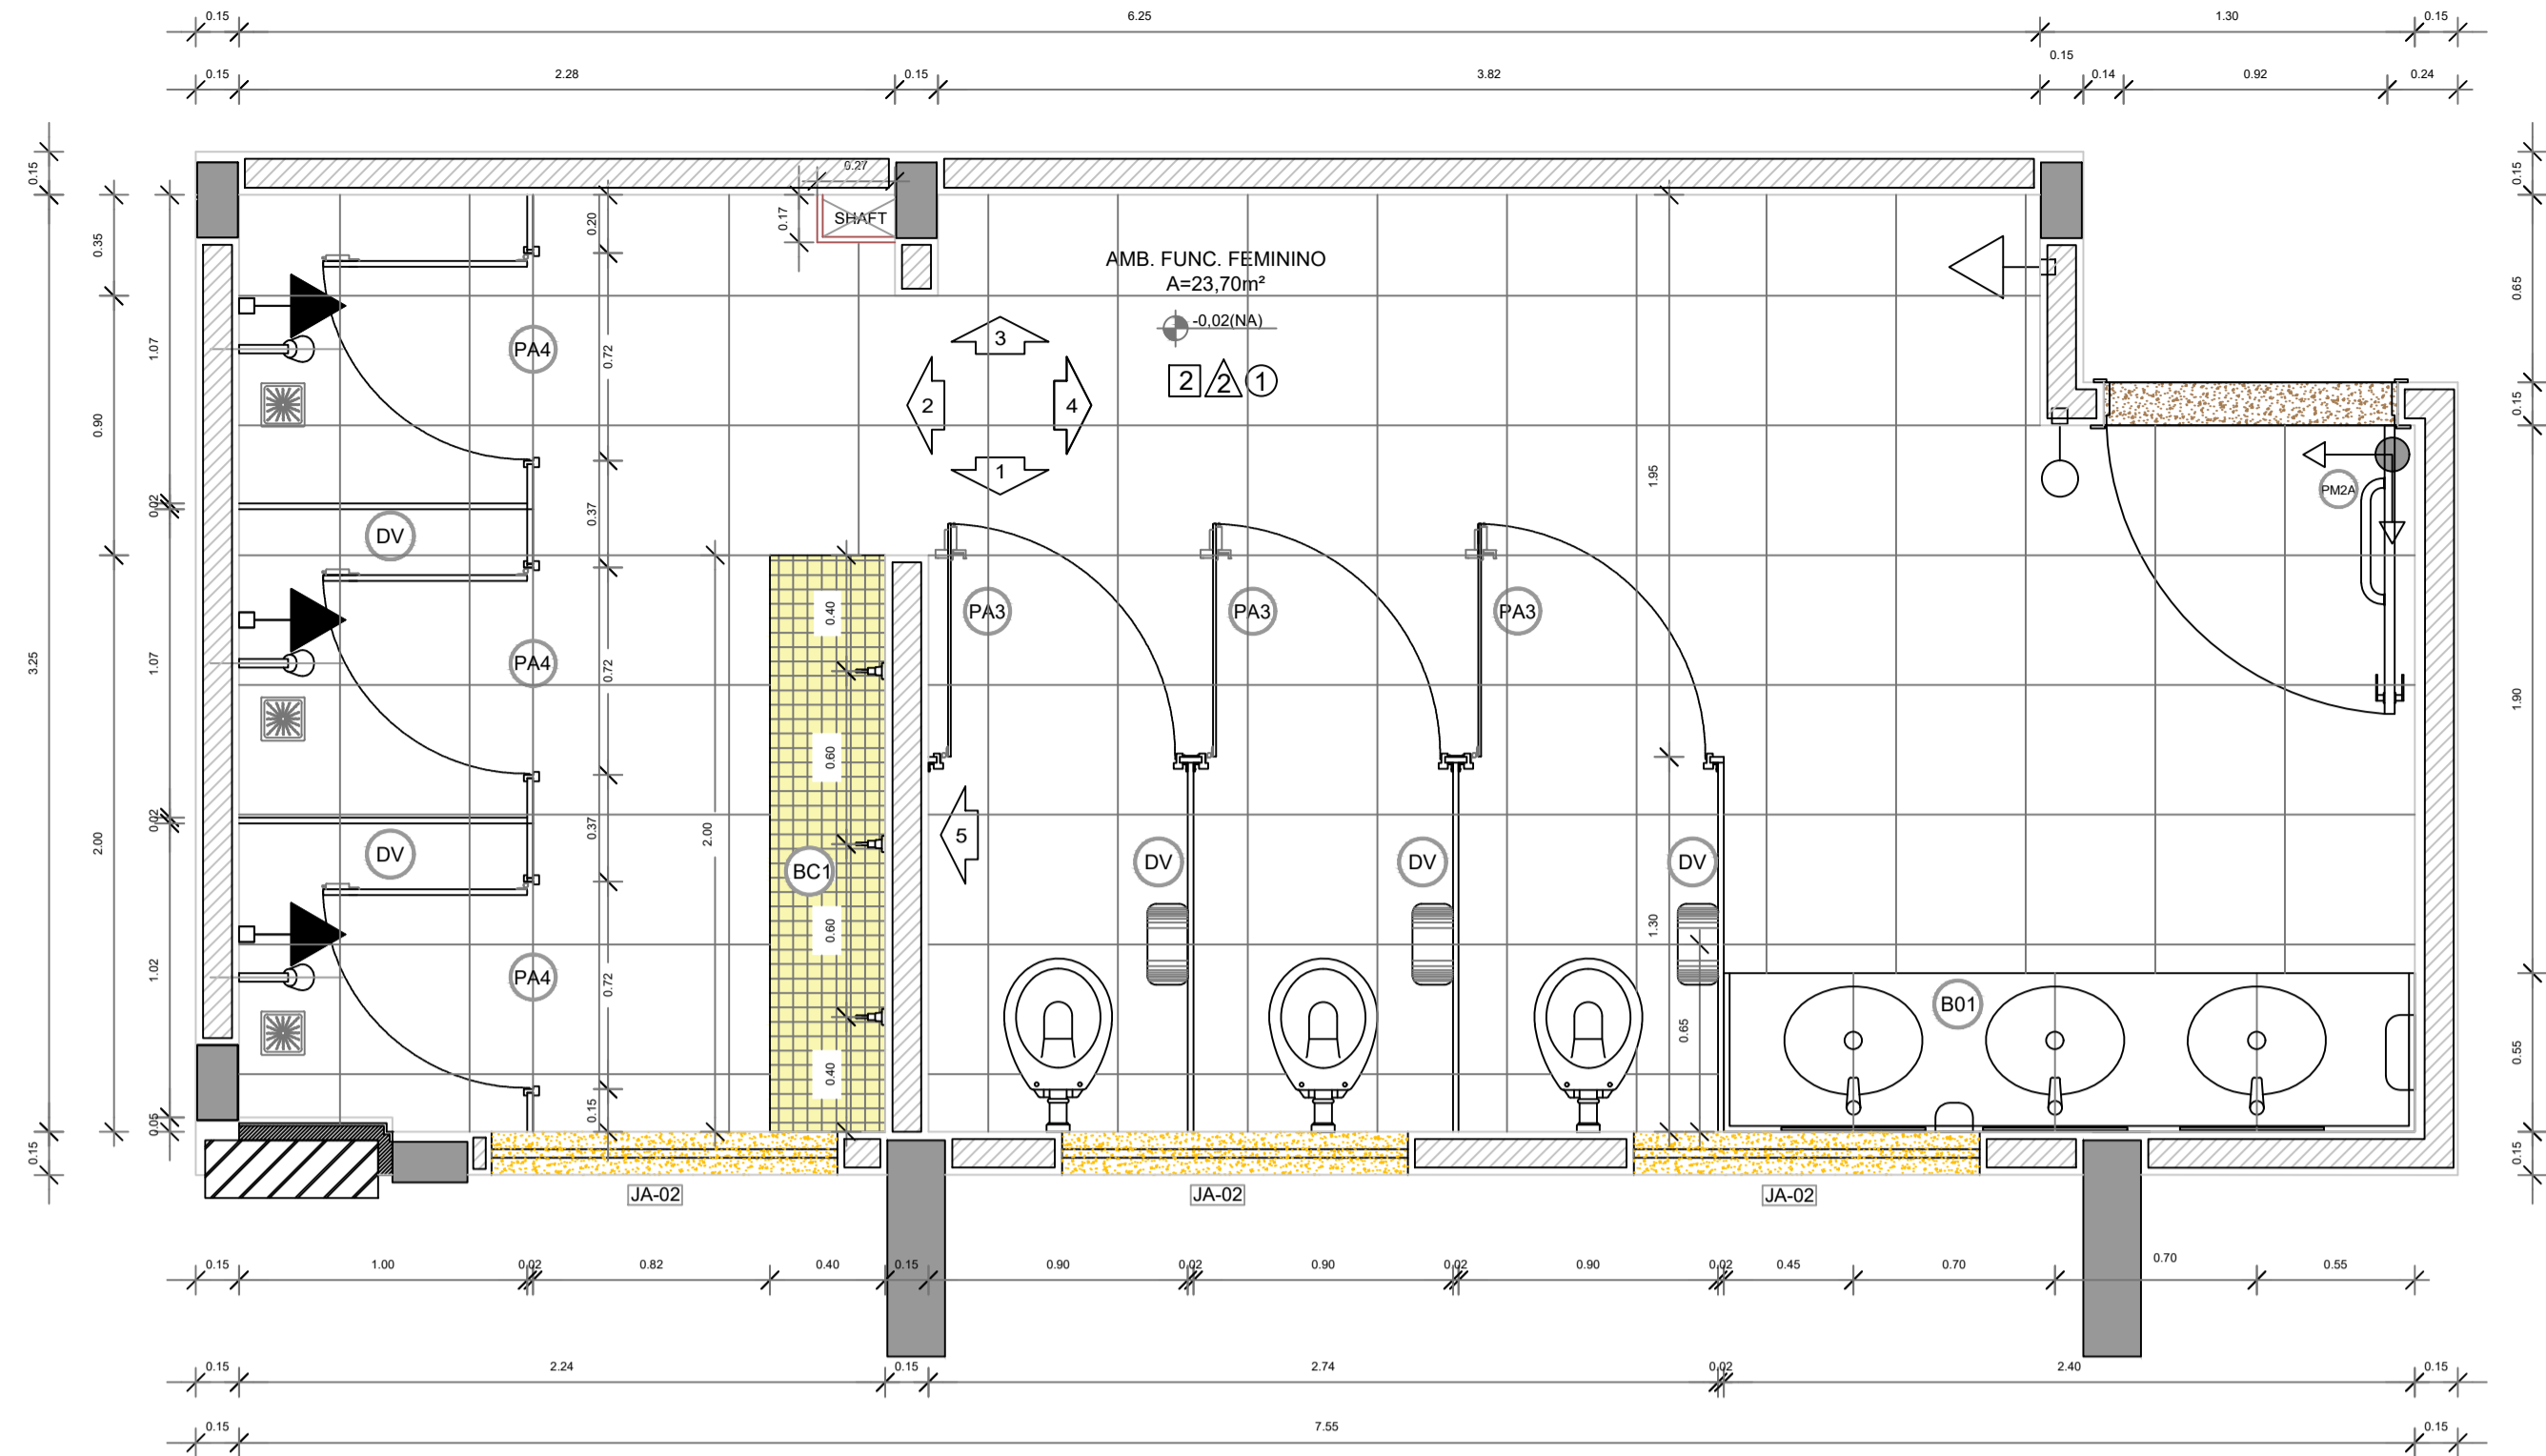 0.15 6.25 1.30 0.15
0.15 2.28 0.15 3.82 0.15 0.14 0.92 0.24
0.15
0.27
0.15
0.35
0.20
0.17
SHAFT
AMB. FUNC. FEMININO
A=23,70m²
-0,02(NA)
0.65
1.07
PA4
0.72
3
2 2 1
2 4
0.90
0.15
1
1.95
PM2A
0.02
0.37
DV
0.40
PA3 PA3 PA3
3.25
1.07
PA4
0.72
1.90
0.60
0.02
0.37
2.00
2.00
5
DV
BC1
DV DV DV
0.60
1.30
1.02
PA4
0.72
B01
0.65
0.55
0.40
0.05
0.15
0.15
0.15
JA-02 JA-02 JA-02
0.15 1.00 0.02 0.82 0.40 0.15 0.90 0.02 0.90 0.02 0.90 0.02 0.45 0.70 0.70 0.55
0.15 2.24 0.15 2.74 0.02 2.40 0.15
0.15 7.55 0.15